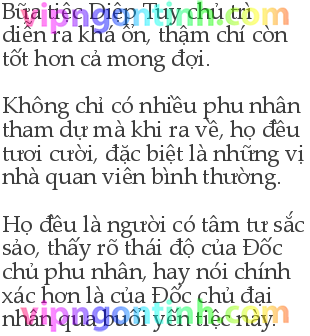 Bữa tiệc Diệp Tuy chủ trì
diễn ra khá ổn, thậm chí còn
tốt hơn cả mong đợi.
Không chỉ có nhiều phu nhân
tham dự mà khi ra về, họ đều
tươi cười, đặc biệt là những vị
nhà quan viên bình thường.
Họ đều là người có tâm tư sắc
sảo, thấy rõ thái độ của Đốc
chủ phu nhân, hay nói chính
xác hơn là của Đốc chủ đại
nhân qua buổi yến tiệc này.
vipngontinh.com
vipngontinh.com